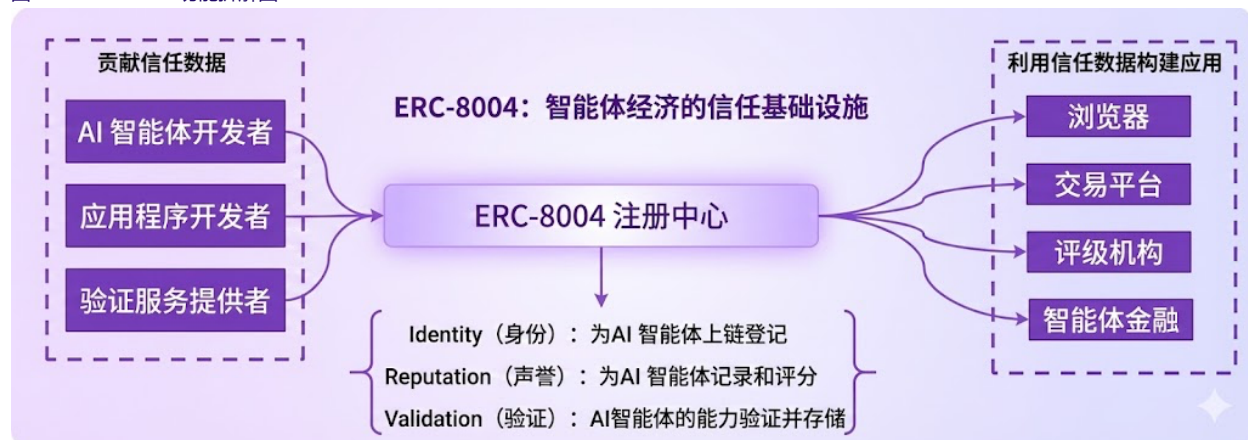 贡献信任数据
AI 智能体开发者
应用程序开发者
验证服务提供者
ERC-8004：智能体经济的信任基础设施
ERC-8004 注册中心
Identity（身份）：为AI 智能体上链登记
Reputation（声誉）：为AI 智能体记录和评分
Validation（验证）：AI智能体的能力验证并存储
利用信任数据构建应用
浏览器
交易平台
评级机构
智能体金融